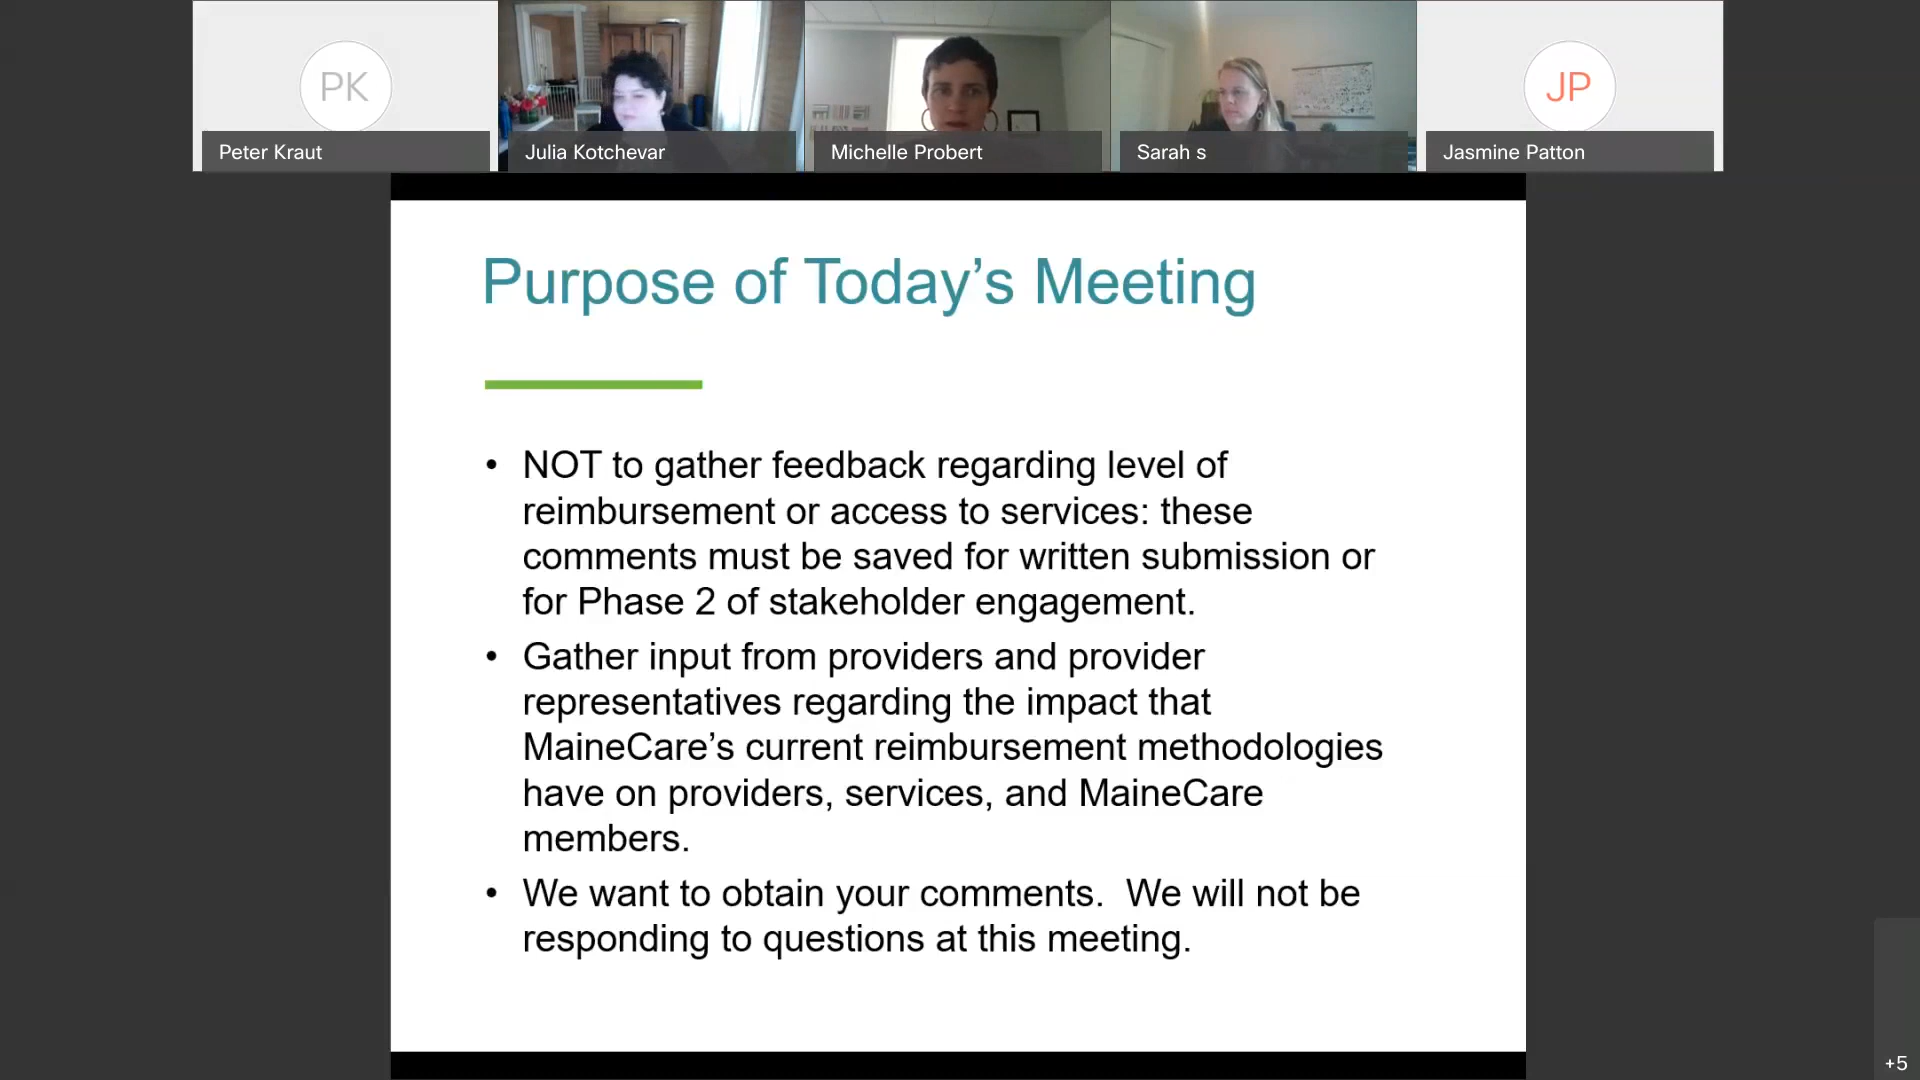 PK
JP
Peter Kraut
Julia Kotchevar
Michelle Probert
Sarah s
Jasmine Patton
Purpose of Today’s Meeting
• NOT to gather feedback regarding level of
reimbursement or access to services: these
comments must be saved for written submission or
for Phase 2 of stakeholder engagement.
• Gather input from providers and provider
representatives regarding the impact that
MaineCare’s current reimbursement methodologies
have on providers, services, and MaineCare
members.
• We want to obtain your comments.  We will not be
responding to questions at this meeting.
+5